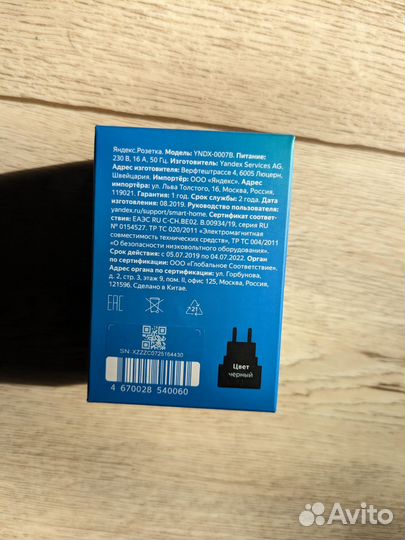 Яндекс.Розетка. Модель: YNDX-0007B. Питание:
230 В, 16 А, 50 Гц. Изготовитель: Yandex Services AG.
Адрес изготовителя: Верфтештрассе 4, 6005 Люцерн,
Швейцария. Импортёр: ООО «Яндекс». Адрес
импортёра: ул. Льва Толстого, 16, Москва, Россия,
119021. Гарантия: 1 год. Срок службы: 2 года. Дата
изготовления: 08.2019. Руководство пользователя:
yandex.ru/support/smart-home. Сертификат соответ-
ствия: ЕАЭС RU C-CH.BE02. B.00934/19, серия RU
№ 0154527. ТР ТС 020/2011 «Электромагнитная
совместимость технических средств», ТР ТС 004/2011
«О безопасности низковольтного оборудования».
Срок действия: с 05.07.2019 по 04.07.2022. Орган
по сертификации: ООО «Глобальное Соответствие».
Адрес органа по сертификации: ул. Горбунова,
д. 2, стр. 3, этаж 9, пом. II, офис 125, Москва, Россия,
121596. Сделано в Китае.
EAC
21
SN: XZZZC0725164430
4 670028 540060
Цвет
черный
Avito